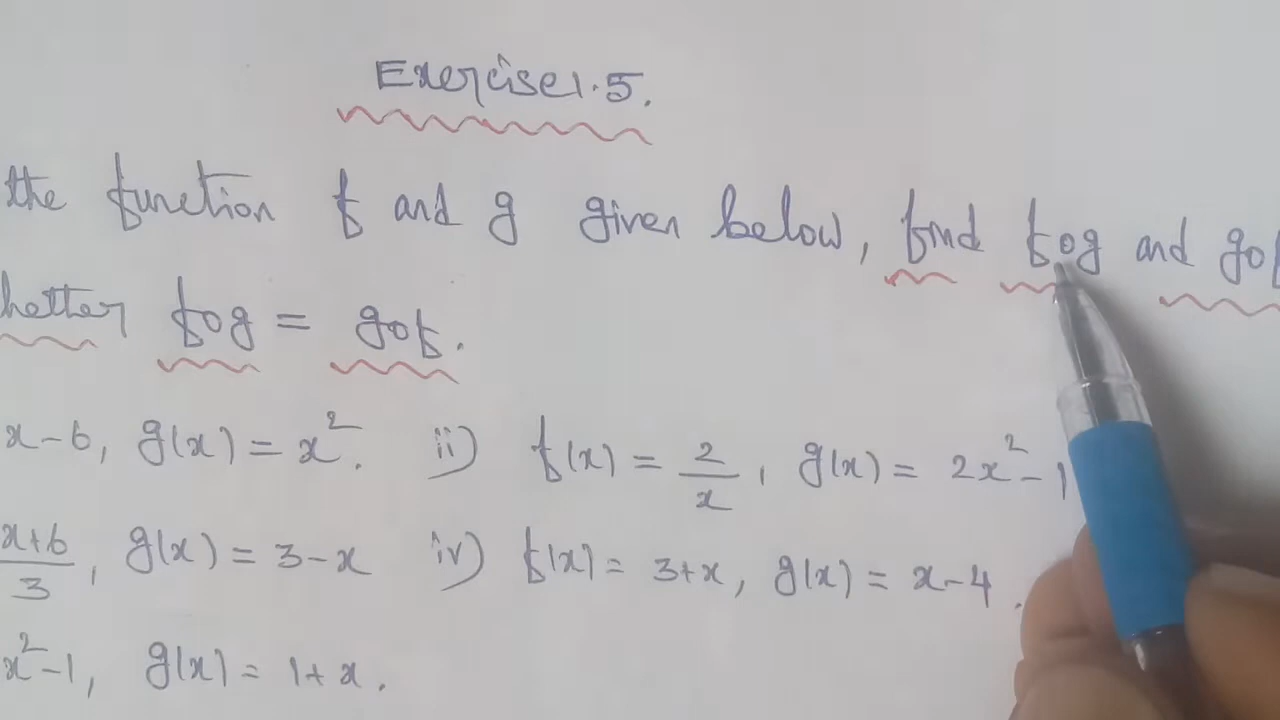 Exercise 1.5.
the function f and g given below, find fog and gof
hether fog = gof.
x-6, g(x) = x². ii) f(x) = 2/x, g(x) = 2x²-1
x+6/3, g(x) = 3-x iv) f(x) = 3+x, g(x) = x-4.
x²-1, g(x) = 1+x.